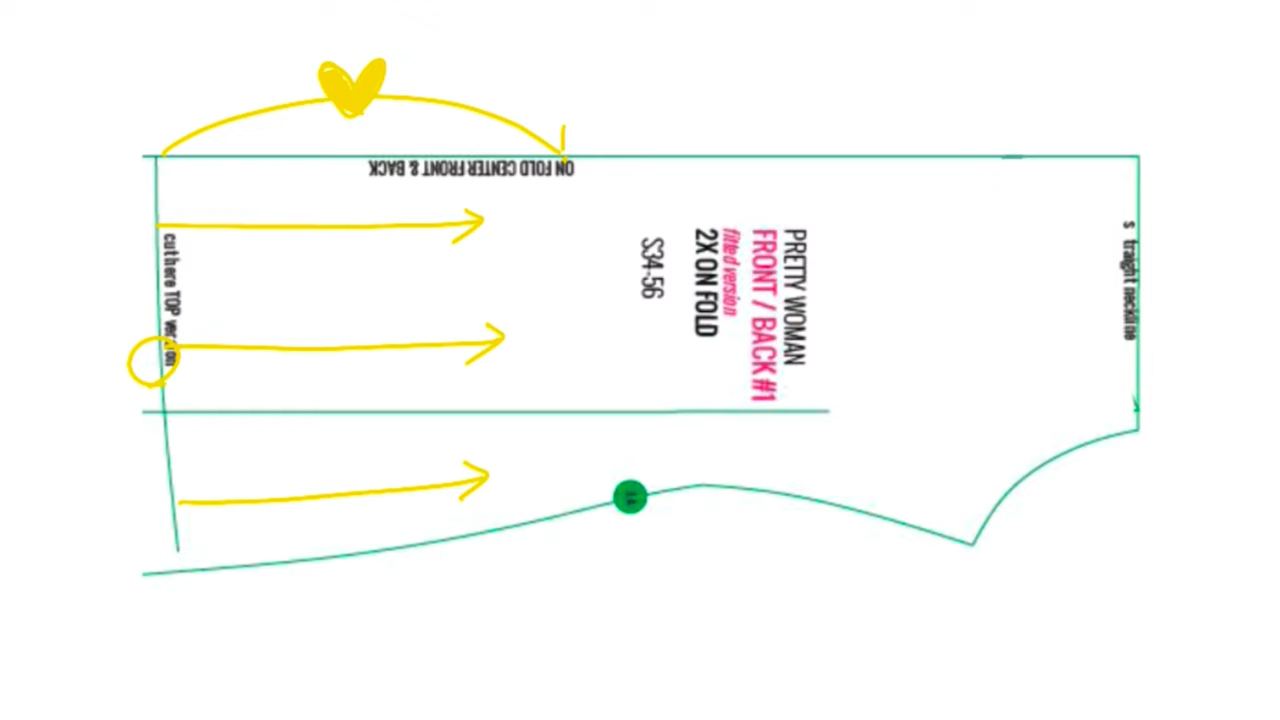 ON FOLD CENTER FRONT & BACK
cut here TOP version
PRETTY WOMAN
FRONT / BACK #1
fitted version
2X ON FOLD
S34-56
s traight neckline